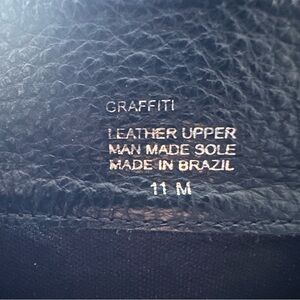 GRAFFITI
LEATHER UPPER
MAN MADE SOLE
MADE IN BRAZIL
11 M